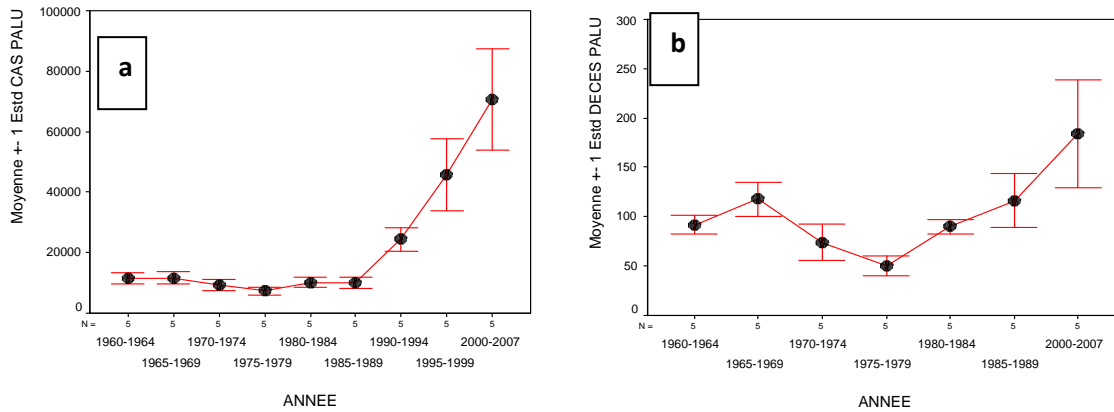 a
Moyenne +- 1 Estd CAS PALU
100000
80000
60000
40000
20000
0
N = 5 5 5 5 5 5 5 5 5
1960-1964 1970-1974 1980-1984 1990-1994 2000-2007
1965-1969 1975-1979 1985-1989 1995-1999
ANNEE
b
Moyenne +- 1 Estd DECES PALU
300
250
200
150
100
50
0
N = 5 5 5 5 5 5 5
1960-1964 1970-1974 1980-1984 2000-2007
1965-1969 1975-1979 1985-1989
ANNEE